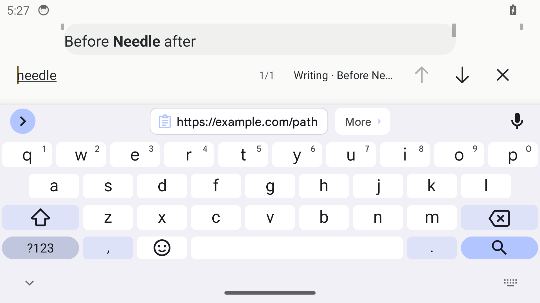 5:27
Before Needle after
needle
1/1
Writing · Before Ne...
https://example.com/path
More
q 1 w 2 e 3 r 4 t 5 y 6 u 7 i 8 o 9 p 0
a s d f g h j k l
z x c v b n m
?123 , .